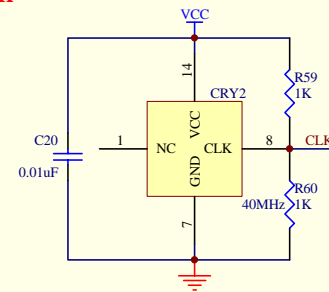 VCC
14
R59
1K
CRY2
C20
0.01uF
1
NC
VCC
GND
CLK
8
CLK
7
40MHz
R60
1K